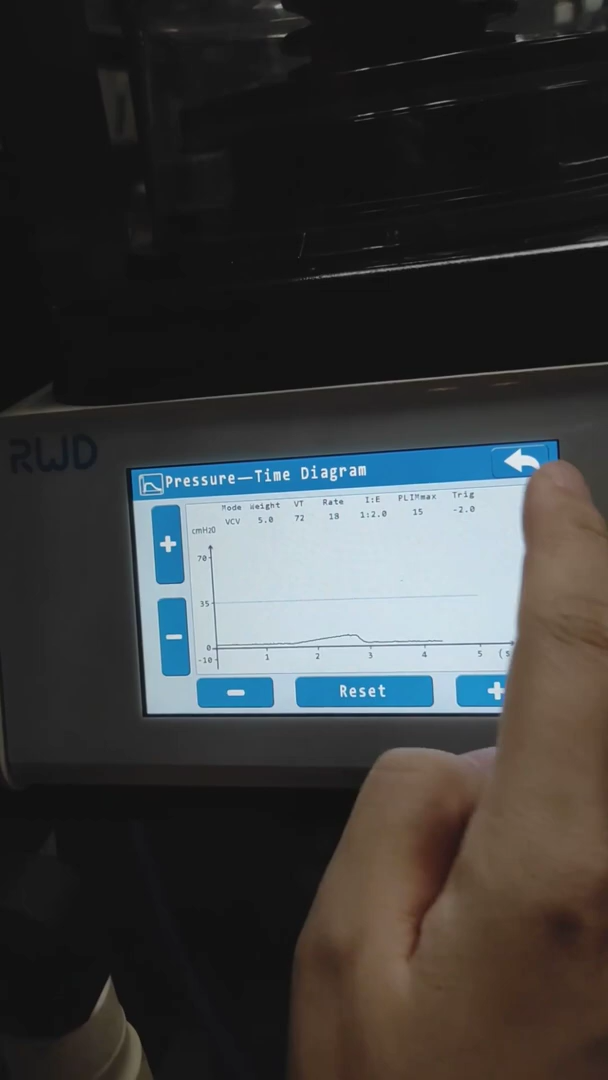 RWD
Pressure—Time Diagram
Mode Weight VT Rate I:E PLIMmax Trig
VCV 5.0 72 18 1:2.0 15 -2.0
cmH2O
+
70
35
−
0
-10
1 2 3 4 5 (s
− Reset +